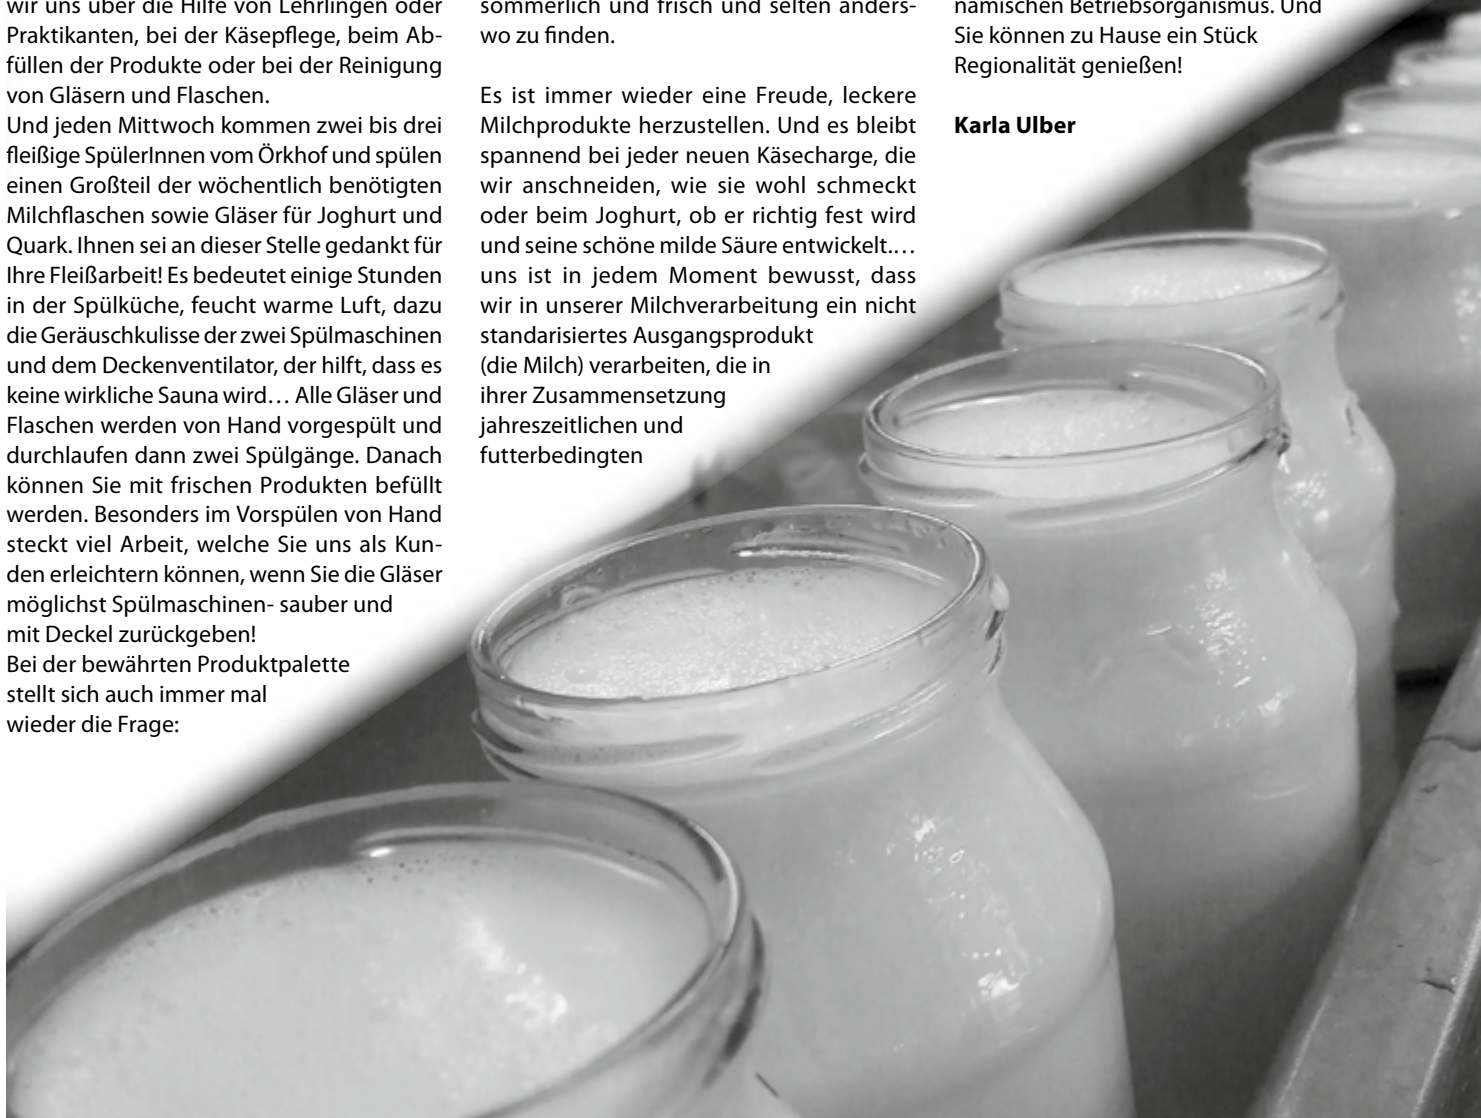 wir uns über die Hilfe von Lehrlingen oder
Praktikanten, bei der Käsepflege, beim Ab-
füllen der Produkte oder bei der Reinigung
von Gläsern und Flaschen.
Und jeden Mittwoch kommen zwei bis drei
fleißige SpülerInnen vom Örkhof und spülen
einen Großteil der wöchentlich benötigten
Milchflaschen sowie Gläser für Joghurt und
Quark. Ihnen sei an dieser Stelle gedankt für
Ihre Fleißarbeit! Es bedeutet einige Stunden
in der Spülküche, feucht warme Luft, dazu
die Geräuschkulisse der zwei Spülmaschinen
und dem Deckenventilator, der hilft, dass es
keine wirkliche Sauna wird… Alle Gläser und
Flaschen werden von Hand vorgespült und
durchlaufen dann zwei Spülgänge. Danach
können Sie mit frischen Produkten befüllt
werden. Besonders im Vorspülen von Hand
steckt viel Arbeit, welche Sie uns als Kun-
den erleichtern können, wenn Sie die Gläser
möglichst Spülmaschinen- sauber und
mit Deckel zurückgeben!
Bei der bewährten Produktpalette
stellt sich auch immer mal
wieder die Frage:
sommerlich und frisch und selten anders-
wo zu finden.
Es ist immer wieder eine Freude, leckere
Milchprodukte herzustellen. Und es bleibt
spannend bei jeder neuen Käsecharge, die
wir anschneiden, wie sie wohl schmeckt
oder beim Joghurt, ob er richtig fest wird
und seine schöne milde Säure entwickelt.…
uns ist in jedem Moment bewusst, dass
wir in unserer Milchverarbeitung ein nicht
standarisiertes Ausgangsprodukt
(die Milch) verarbeiten, die in
ihrer Zusammensetzung
jahreszeitlichen und
futterbedingten
namischen Betriebsorganismus. Und
Sie können zu Hause ein Stück
Regionalität genießen!
Karla Ulber